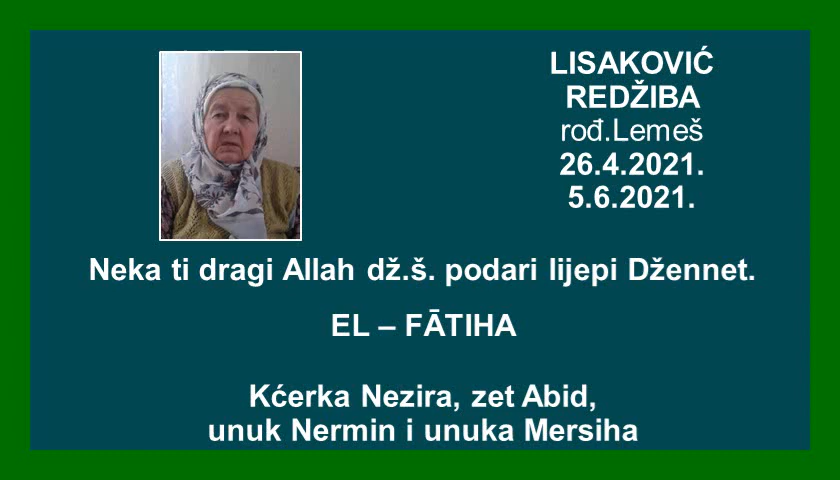 LISAKOVIĆ
REDŽIBA
rođ.Lemeš
26.4.2021.
5.6.2021.
Neka ti dragi Allah dž.š. podari lijepi Džennet.
EL – FĀTIHA
Kćerka Nezira, zet Abid,
unuk Nermin i unuka Mersiha